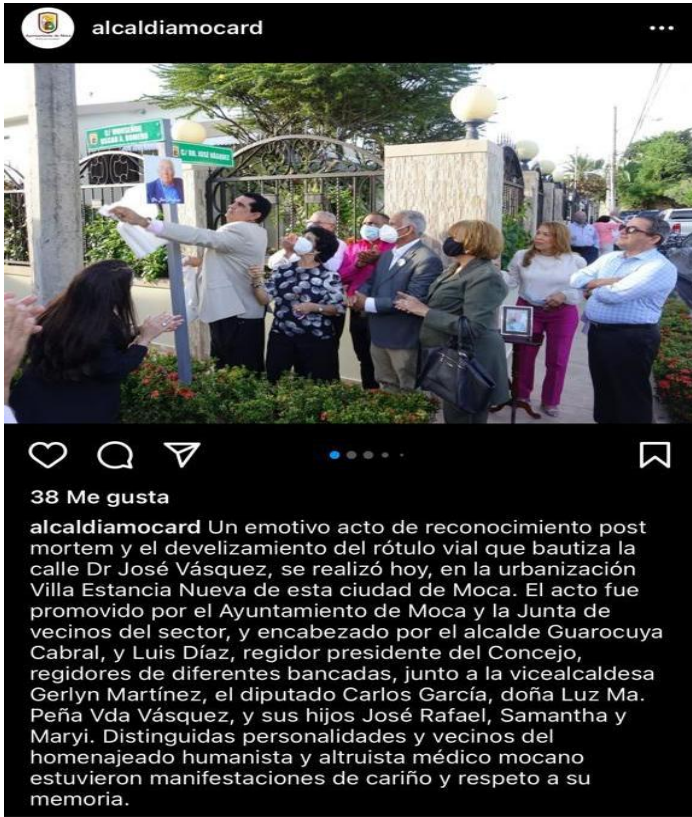 alcaldiamocard
C/ MONSEÑOR
OSCAR A. ROMERO
C/ DR. JOSÉ VÁSQUEZ
38 Me gusta
alcaldiamocard Un emotivo acto de reconocimiento post
mortem y el develizamiento del rótulo vial que bautiza la
calle Dr José Vásquez, se realizó hoy, en la urbanización
Villa Estancia Nueva de esta ciudad de Moca. El acto fue
promovido por el Ayuntamiento de Moca y la Junta de
vecinos del sector, y encabezado por el alcalde Guarocuya
Cabral, y Luis Díaz, regidor presidente del Concejo,
regidores de diferentes bancadas, junto a la vicealcaldesa
Gerlyn Martínez, el diputado Carlos García, doña Luz Ma.
Peña Vda Vásquez, y sus hijos José Rafael, Samantha y
Maryi. Distinguidas personalidades y vecinos del
homenajeado humanista y altruista médico mocano
estuvieron manifestaciones de cariño y respeto a su
memoria.